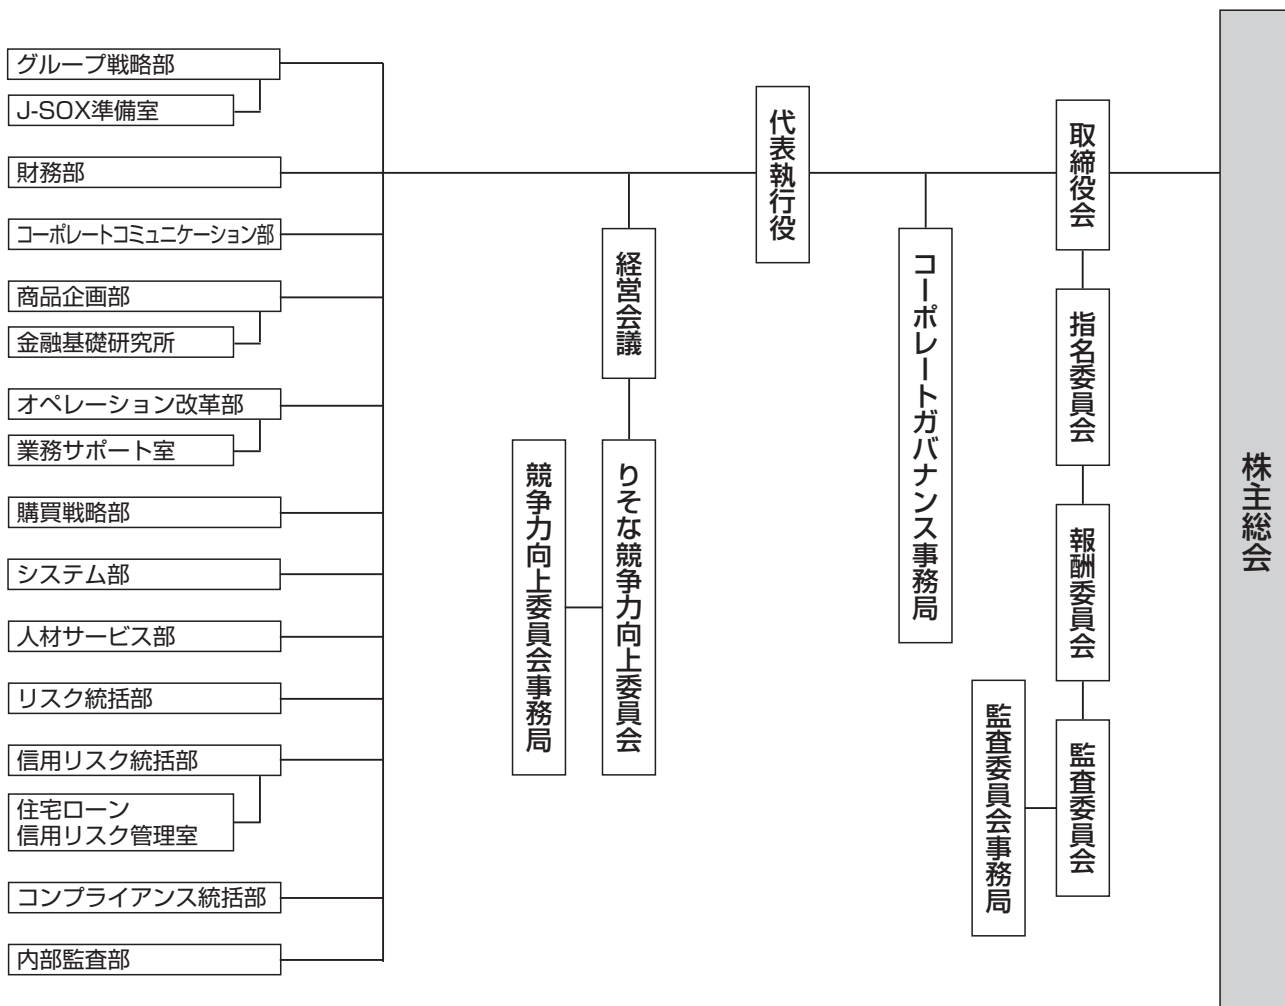 グループ戦略部
J-SOX準備室
財務部
コーポレートコミュニケーション部
商品企画部
金融基礎研究所
オペレーション改革部
業務サポート室
購買戦略部
システム部
人材サービス部
リスク統括部
信用リスク統括部
住宅ローン
信用リスク管理室
コンプライアンス統括部
内部監査部
競争力向上委員会事務局
経営会議
りそな競争力向上委員会
代表執行役
コーポレートガバナンス事務局
取締役会
指名委員会
報酬委員会
監査委員会
監査委員会事務局
株主総会